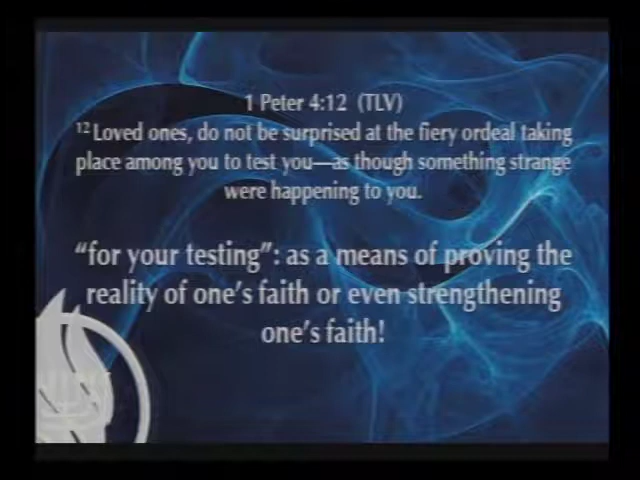 1 Peter 4:12 (TLV)
12 Loved ones, do not be surprised at the fiery ordeal taking
place among you to test you—as though something strange
were happening to you.
“for your testing”: as a means of proving the
reality of one’s faith or even strengthening
one’s faith!